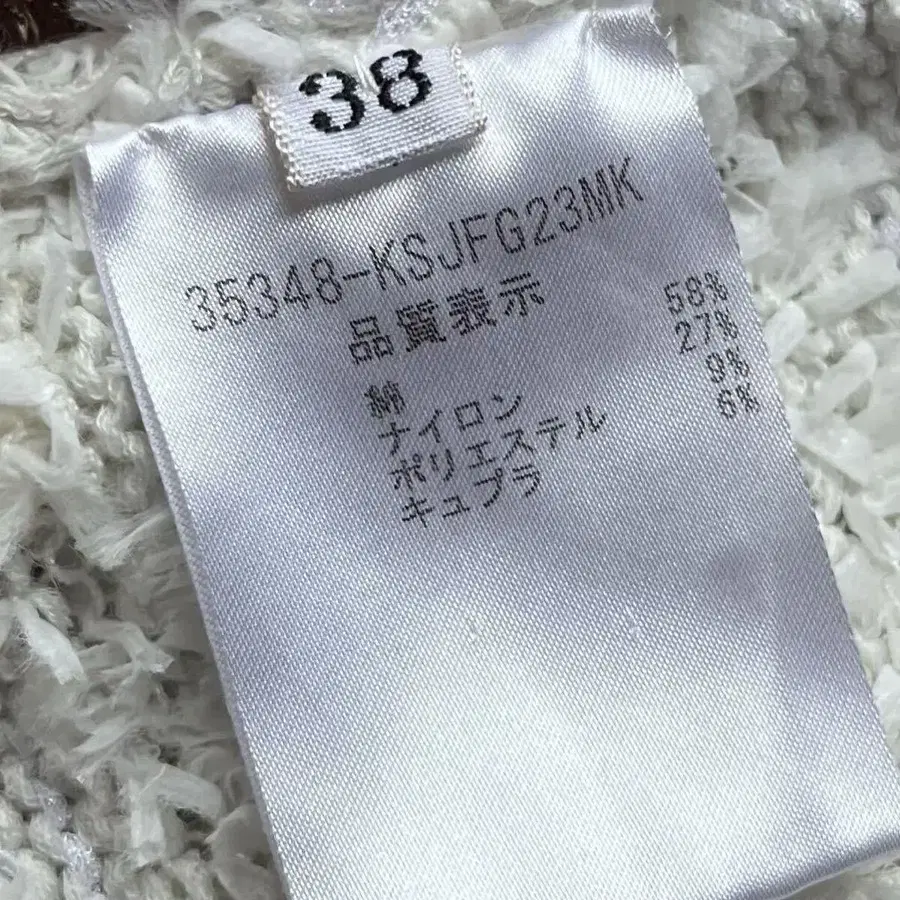 38
35348-KSJFG23MK
品質表示
綿 58%
ナイロン 27%
ポリエステル 9%
キュプラ 6%